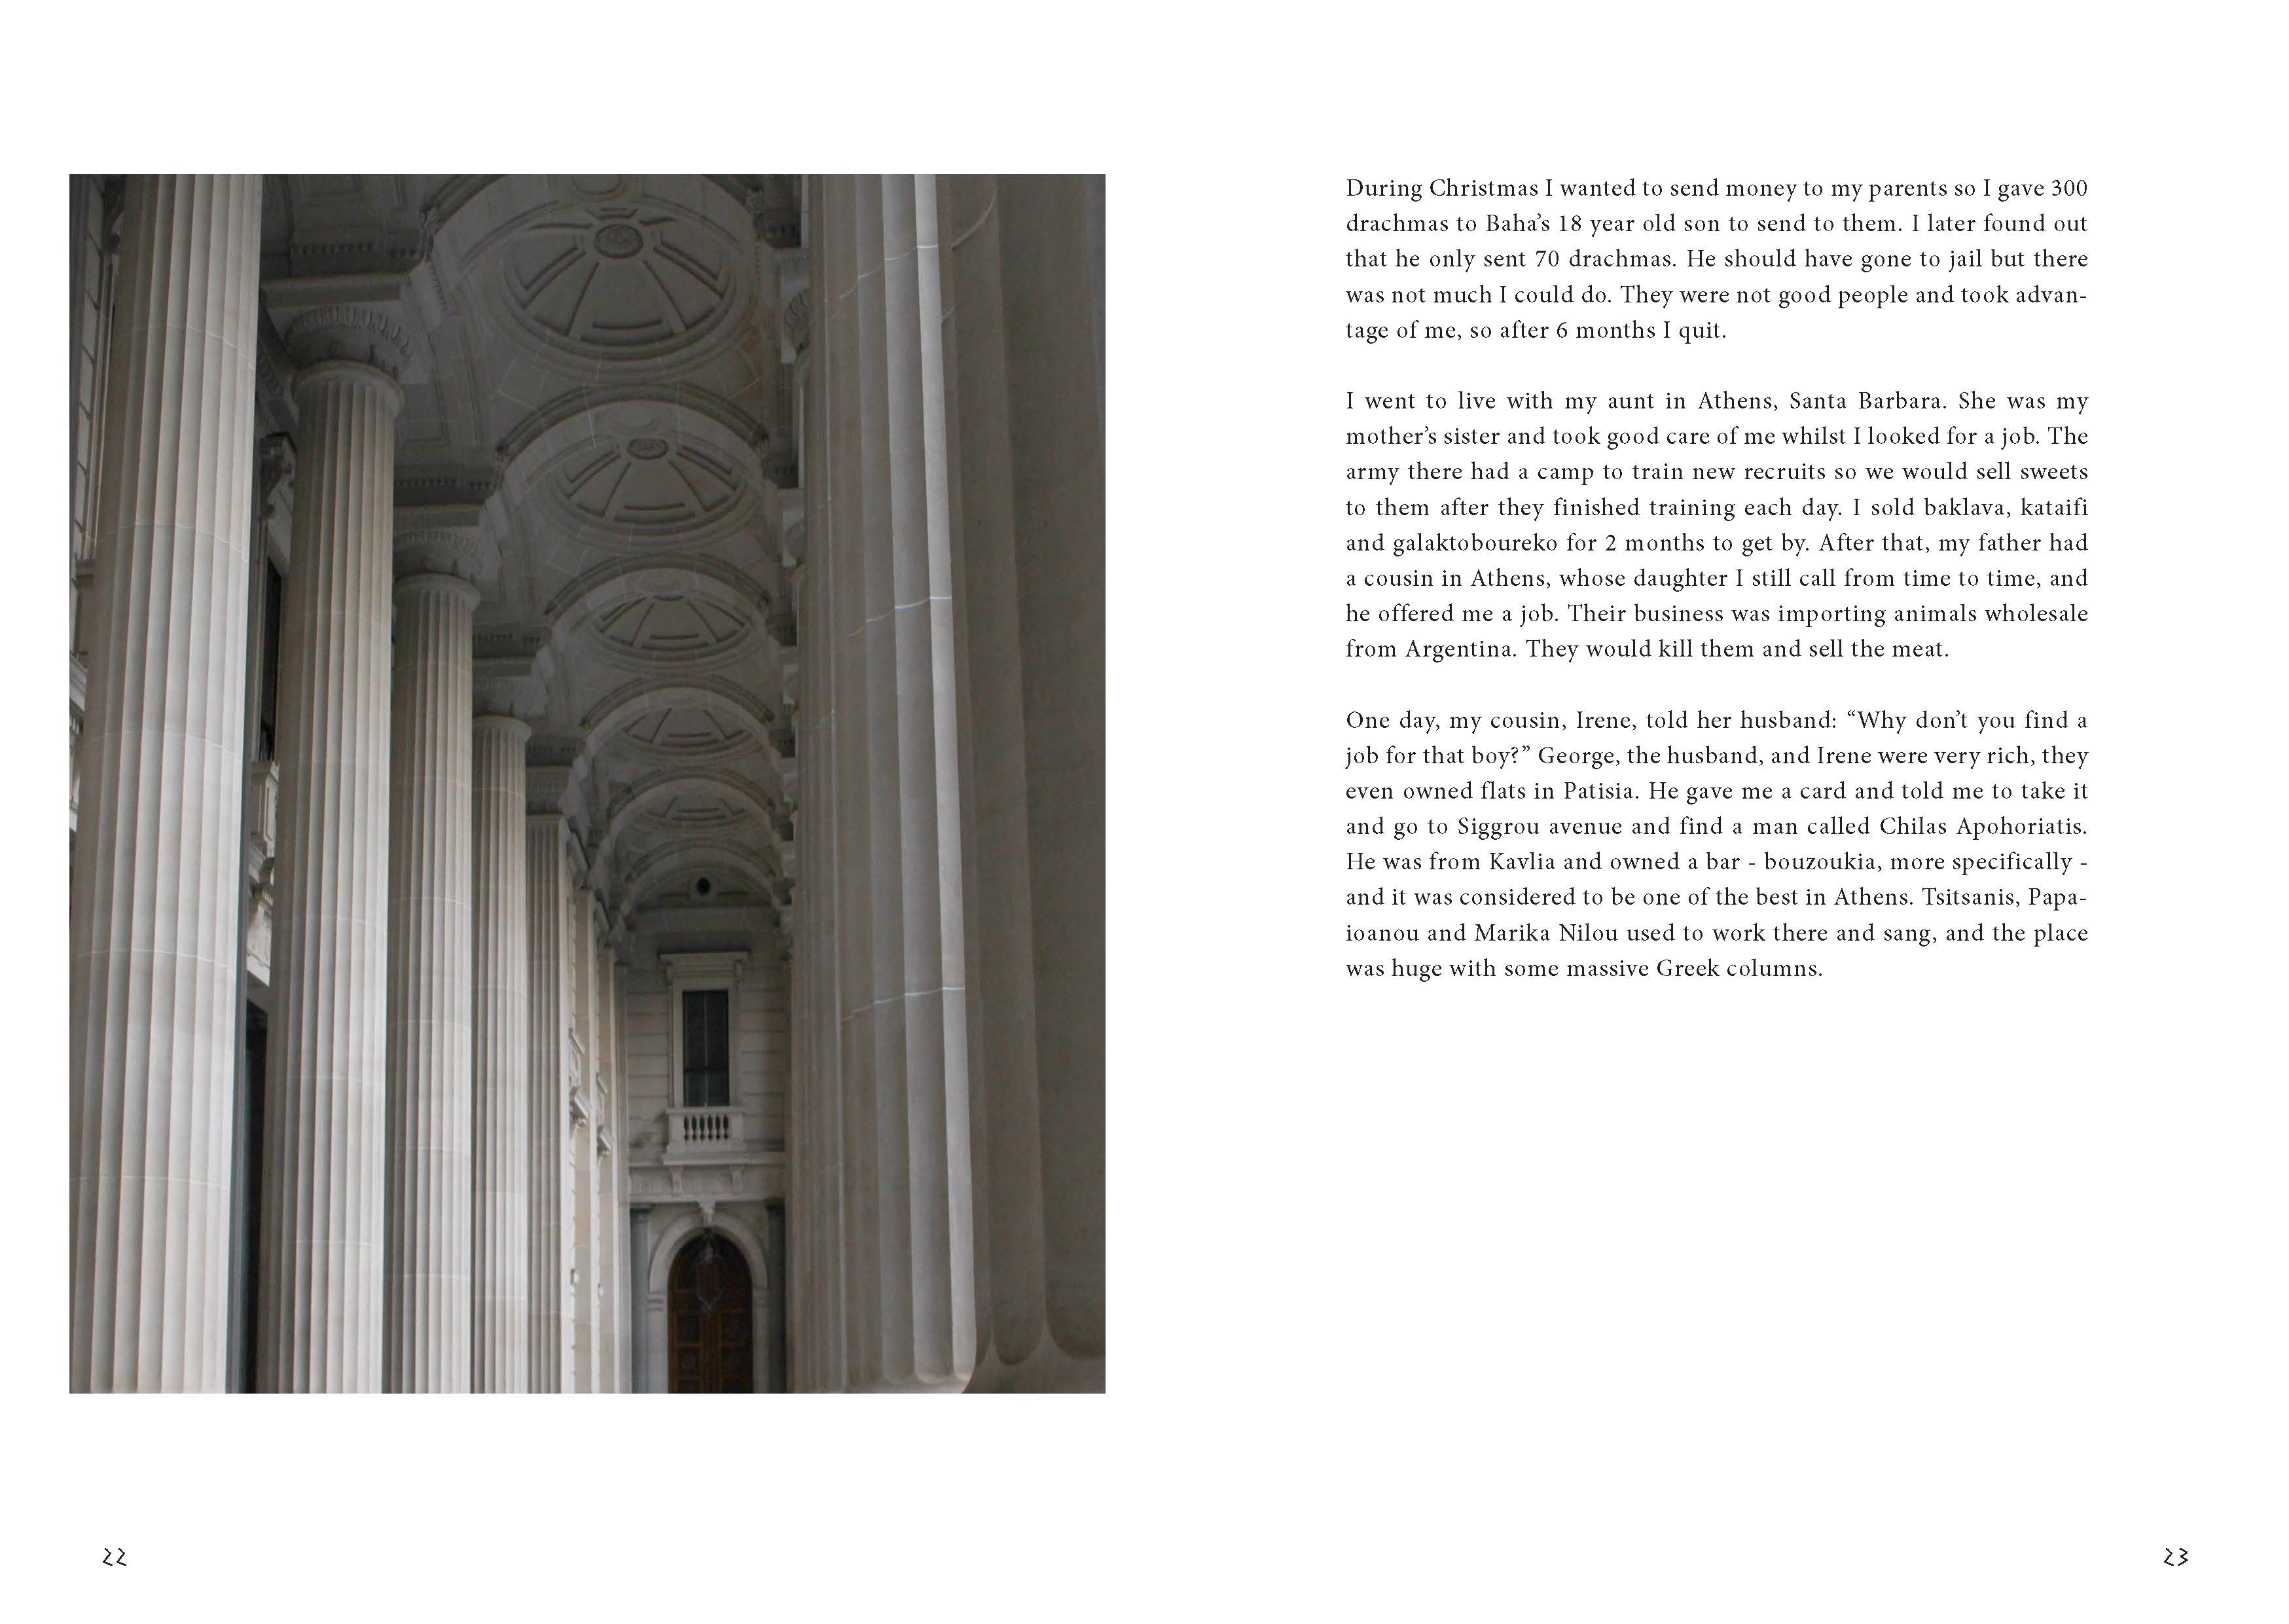 During Christmas I wanted to send money to my parents so I gave 300
drachmas to Baha’s 18 year old son to send to them. I later found out
that he only sent 70 drachmas. He should have gone to jail but there
was not much I could do. They were not good people and took advan-
tage of me, so after 6 months I quit.
I went to live with my aunt in Athens, Santa Barbara. She was my
mother’s sister and took good care of me whilst I looked for a job. The
army there had a camp to train new recruits so we would sell sweets
to them after they finished training each day. I sold baklava, kataifi
and galaktoboureko for 2 months to get by. After that, my father had
a cousin in Athens, whose daughter I still call from time to time, and
he offered me a job. Their business was importing animals wholesale
from Argentina. They would kill them and sell the meat.
One day, my cousin, Irene, told her husband: “Why don’t you find a
job for that boy?” George, the husband, and Irene were very rich, they
even owned flats in Patisia. He gave me a card and told me to take it
and go to Siggrou avenue and find a man called Chilas Apohoriatis.
He was from Kavlia and owned a bar - bouzoukia, more specifically -
and it was considered to be one of the best in Athens. Tsitsanis, Papa-
ioanou and Marika Nilou used to work there and sang, and the place
was huge with some massive Greek columns.
22
23